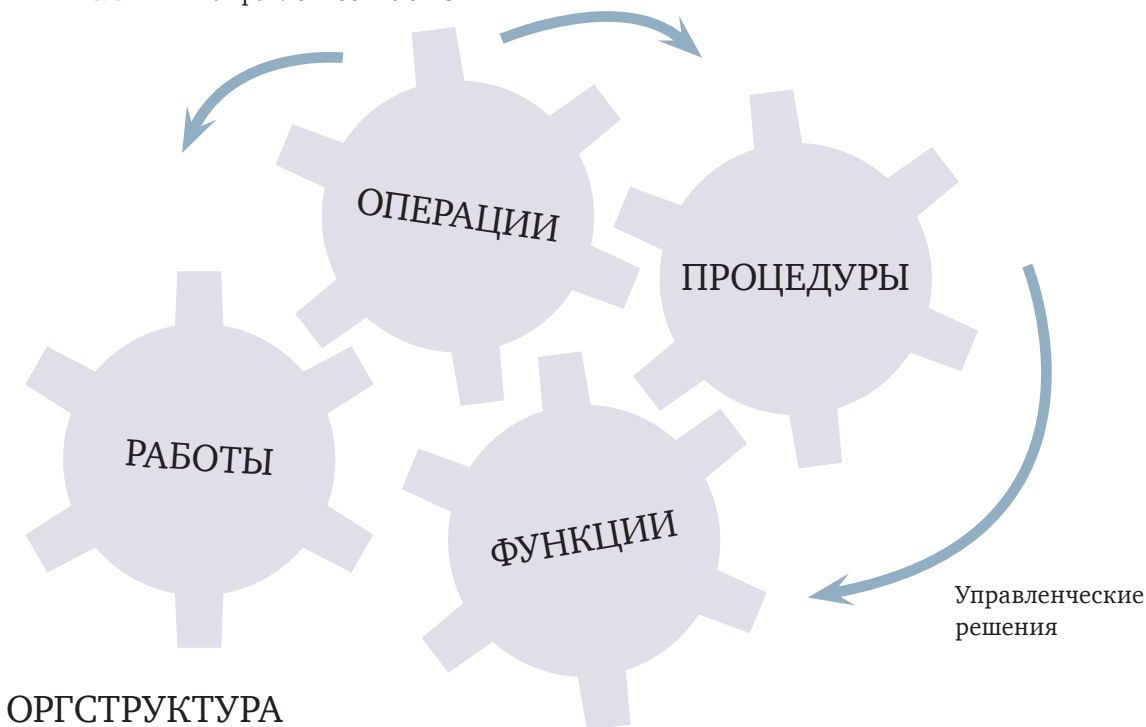 ОПЕРАЦИИ
ПРОЦЕДУРЫ
РАБОТЫ
ФУНКЦИИ
Управленческие
решения
ОРГСТРУКТУРА